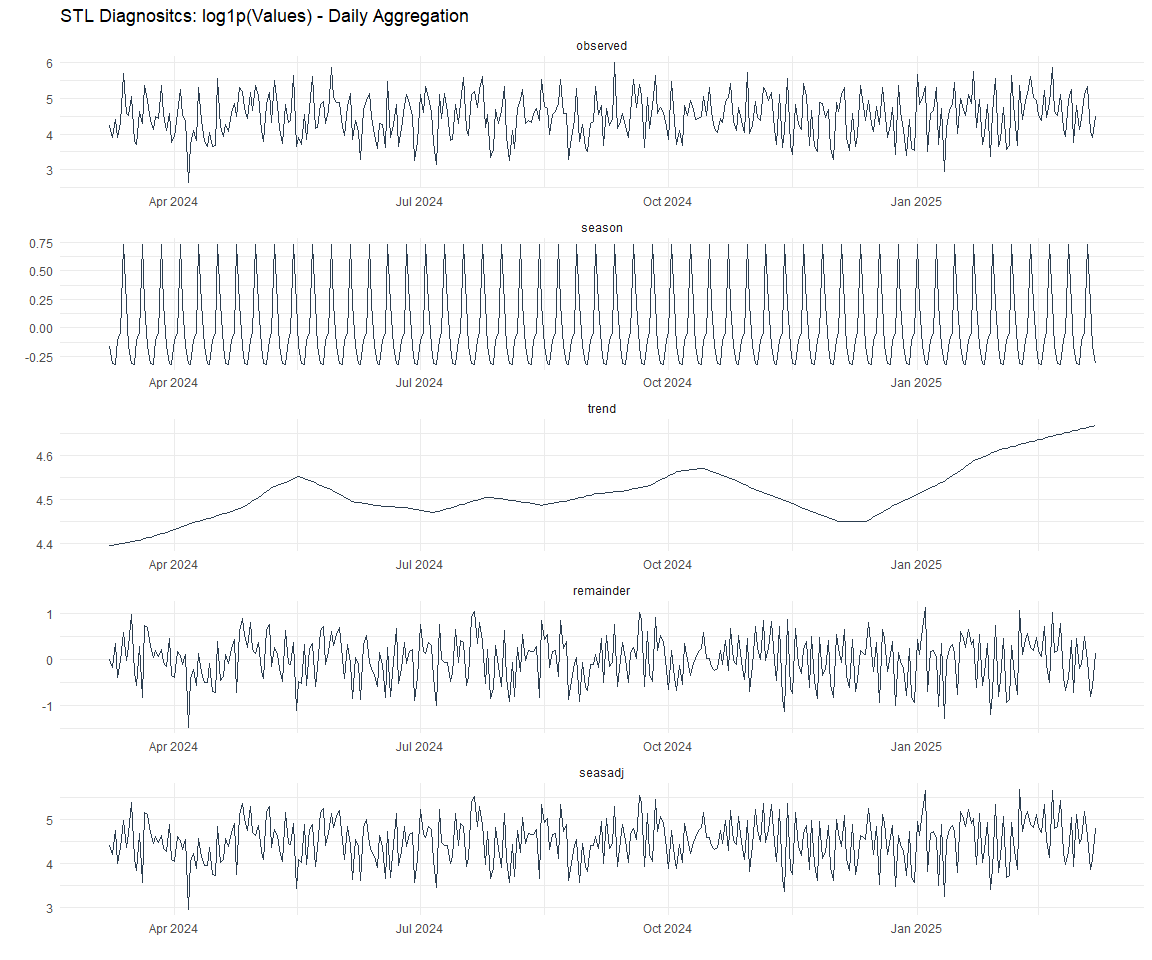 STL Diagnositcs: log1p(Values) - Daily Aggregation
observed
6
5
4
3
Apr 2024 Jul 2024 Oct 2024 Jan 2025
season
0.75
0.50
0.25
0.00
-0.25
Apr 2024 Jul 2024 Oct 2024 Jan 2025
trend
4.6
4.5
4.4
Apr 2024 Jul 2024 Oct 2024 Jan 2025
remainder
1
0
-1
Apr 2024 Jul 2024 Oct 2024 Jan 2025
seasadj
5
4
3
Apr 2024 Jul 2024 Oct 2024 Jan 2025